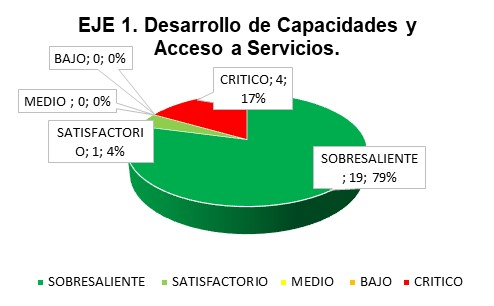 EJE 1. Desarrollo de Capacidades y
Acceso a Servicios.
BAJO; 0; 0%
CRITICO; 4;
17%
MEDIO ; 0; 0%
SATISFACTORI
O; 1; 4%
SOBRESALIENTE
; 19; 79%
SOBRESALIENTE
SATISFACTORIO
MEDIO
BAJO
CRITICO